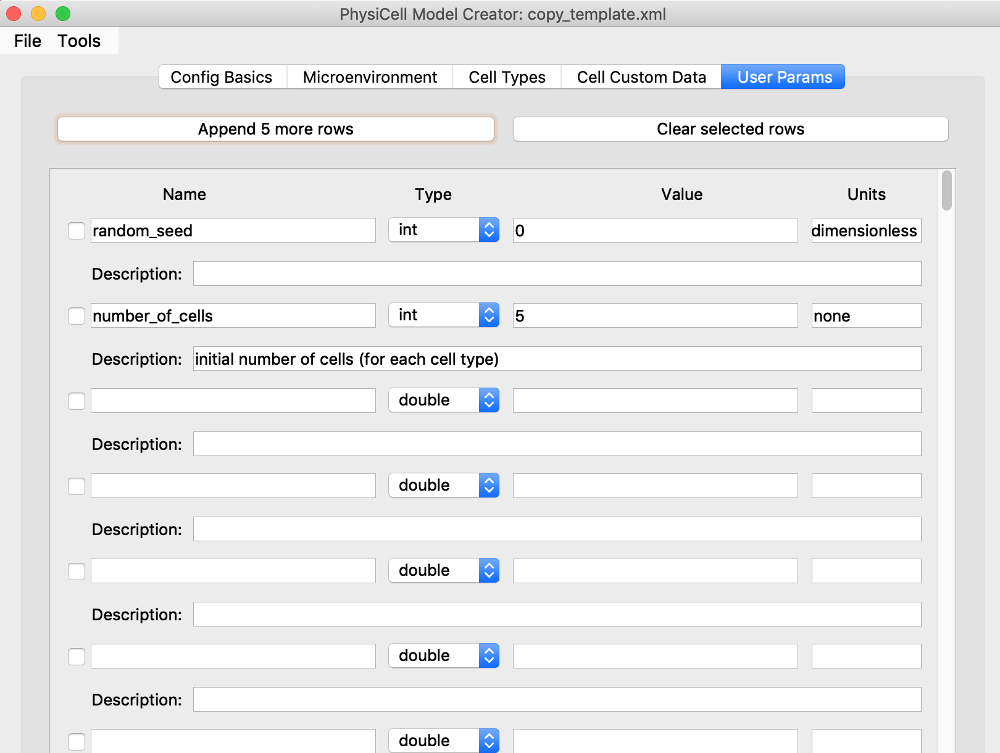 PhysiCell Model Creator: copy_template.xml
File Tools
Config Basics Microenvironment Cell Types Cell Custom Data User Params
Append 5 more rows Clear selected rows
Name Type Value Units
random_seed int 0 dimensionless
Description:
number_of_cells int 5 none
Description: initial number of cells (for each cell type)
double
Description:
double
Description:
double
Description:
double
Description:
double